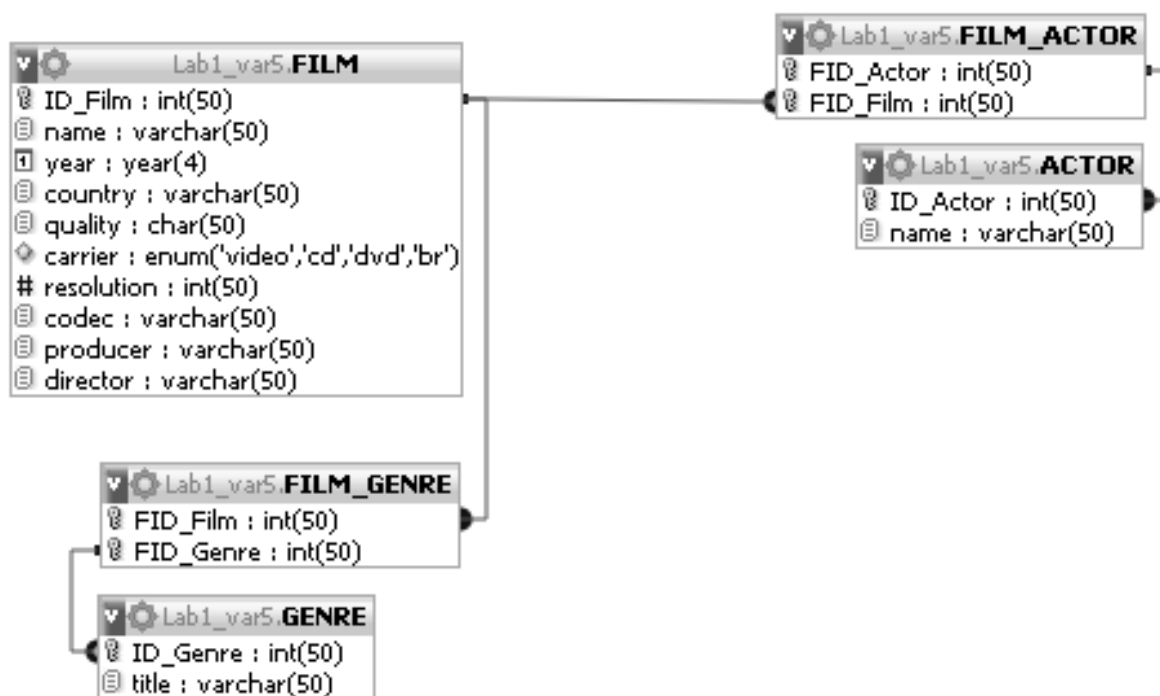 Lab1_var5.FILM
ID_Film : int(50)
name : varchar(50)
year : year(4)
country : varchar(50)
quality : char(50)
carrier : enum('video','cd','dvd','br')
# resolution : int(50)
codec : varchar(50)
producer : varchar(50)
director : varchar(50)
Lab1_var5.FILM_ACTOR
FID_Actor : int(50)
FID_Film : int(50)
Lab1_var5.ACTOR
ID_Actor : int(50)
name : varchar(50)
Lab1_var5.FILM_GENRE
FID_Film : int(50)
FID_Genre : int(50)
Lab1_var5.GENRE
ID_Genre : int(50)
title : varchar(50)